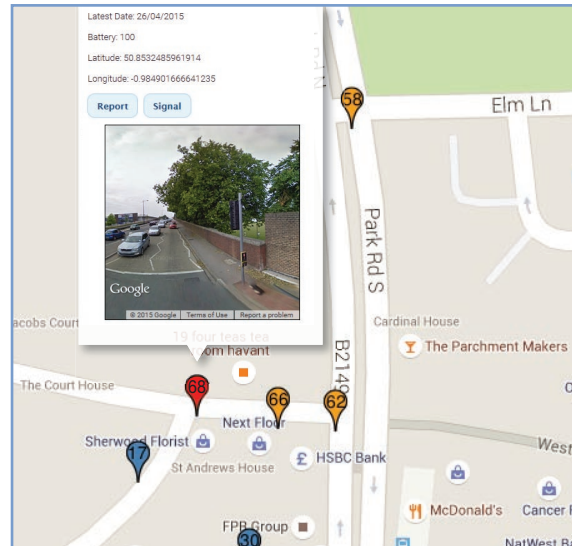 Latest Date: 26/04/2015
Battery: 100
Latitude: 50.8532485961914
Longitude: -0.984901666641235
Report Signal
Google
© 2015 Google Terms of Use Report a problem
58
Elm Ln
Park Rd S
B2149
acobs Court
19 four teas tea
oom havant
Cardinal House
The Parchment Makers
The Court House
68
66
62
Next Floor
Sherwood Florist
17
St Andrews House
HSBC Bank
West
McDonald's
Cancer R
FPB Group
30
NatWest Ba